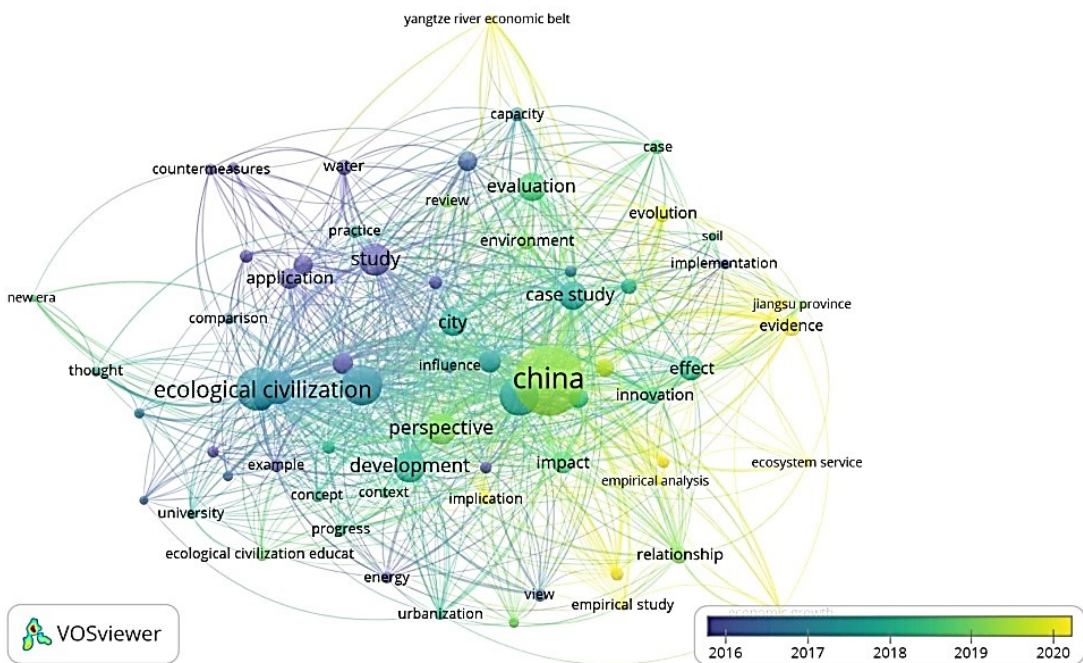 yangtze river economic belt
capacity
case
countermeasures
water
evaluation
review
evolution
practice
environment
soil
study
implementation
application
new era
case study
jiangsu province
comparison
city
evidence
thought
influence
effect
china
ecological civilization
innovation
perspective
development
impact
ecosystem service
example
empirical analysis
concept
context
implication
university
progress
ecological civilization educat
relationship
energy
view
empirical study
urbanization
economic growth
VOSviewer
2016 2017 2018 2019 2020